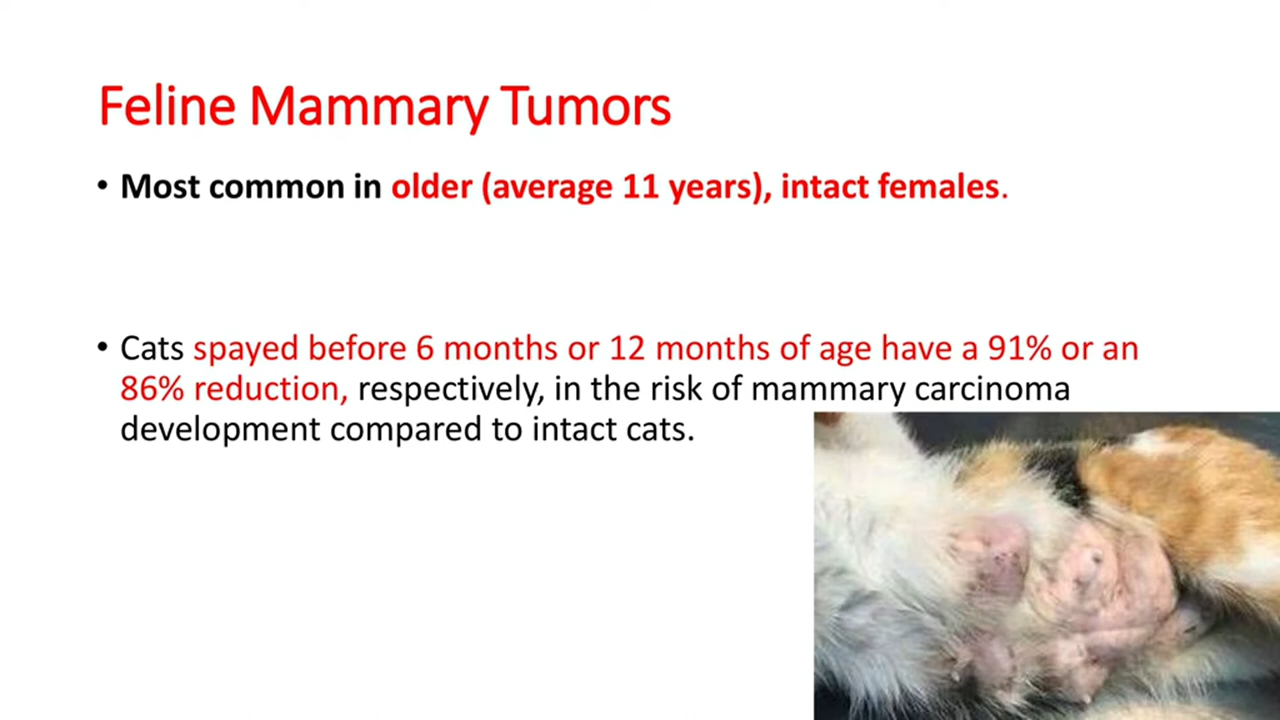 Feline Mammary Tumors
• Most common in older (average 11 years), intact females.
• Cats spayed before 6 months or 12 months of age have a 91% or an
86% reduction, respectively, in the risk of mammary carcinoma
development compared to intact cats.